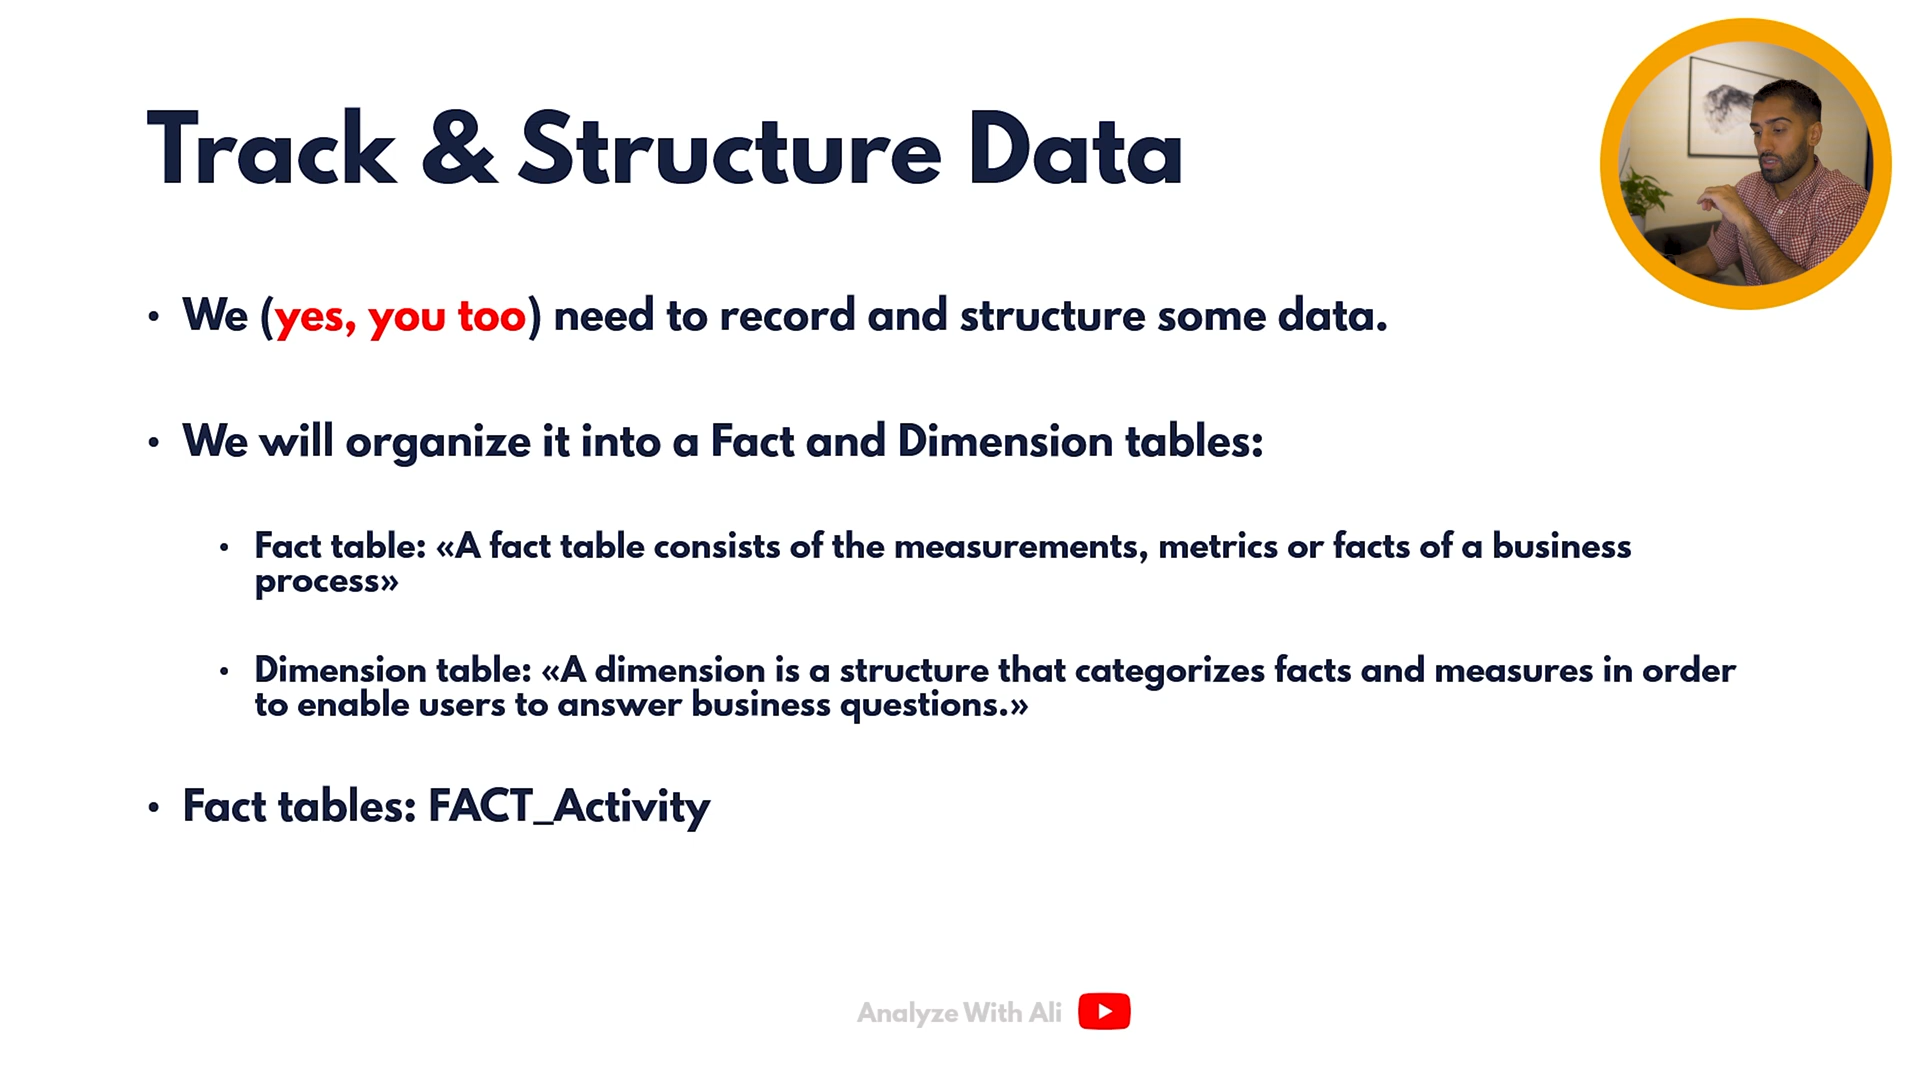 Track & Structure Data
• We (yes, you too) need to record and structure some data.
• We will organize it into a Fact and Dimension tables:
• Fact table: «A fact table consists of the measurements, metrics or facts of a business
process»
• Dimension table: «A dimension is a structure that categorizes facts and measures in order
to enable users to answer business questions.»
• Fact tables: FACT_Activity
Analyze With Ali